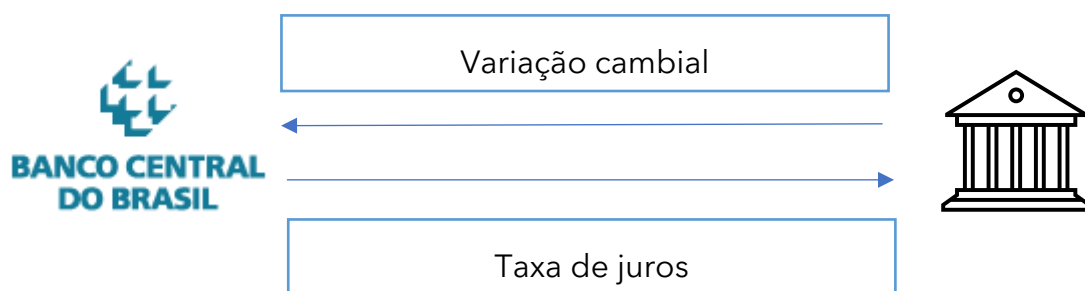 Variação cambial
BANCO CENTRAL
DO BRASIL
Taxa de juros